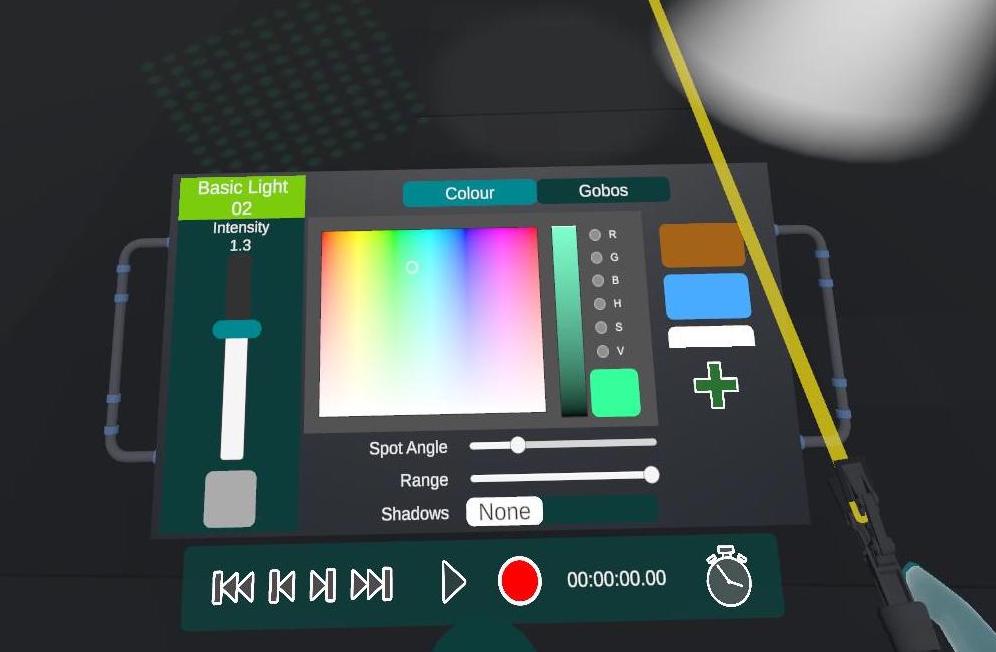 Basic Light
02
Intensity
1.3
Colour
Gobos
R
G
B
H
S
V
Spot Angle
Range
Shadows
None
00:00:00.00